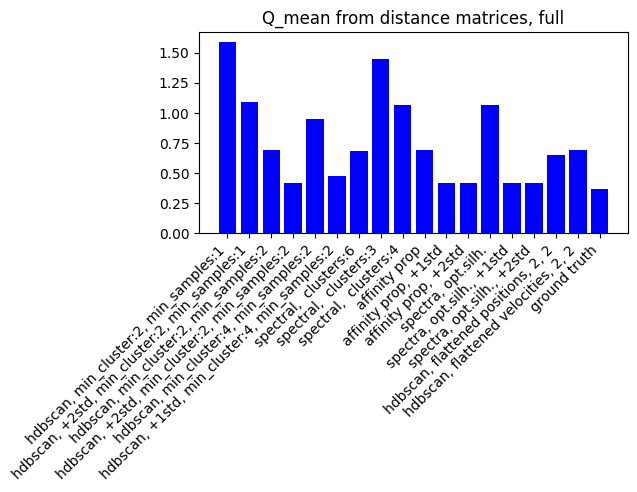 Q_mean from distance matrices, full
1.50
1.25
1.00
0.75
0.50
0.25
0.00
hdbscan, min_cluster:2, min_samples:1
hdbscan, +2std, min_cluster:2, min_samples:1
hdbscan, min_cluster:2, min_samples:2
hdbscan, +2std, min_cluster:2, min_samples:2
hdbscan, min_cluster:4, min_samples:2
hdbscan, +1std, min_cluster:4, min_samples:2
spectral, clusters:6
spectral, clusters:3
spectral, clusters:4
affinity prop
affinity prop, +1std
affinity prop, +2std
spectra, opt.silh.
spectra, opt.silh., +1std
spectra, opt.silh., +2std
hdbscan, flattened positions, 2, 2
hdbscan, flattened velocities, 2, 2
ground truth